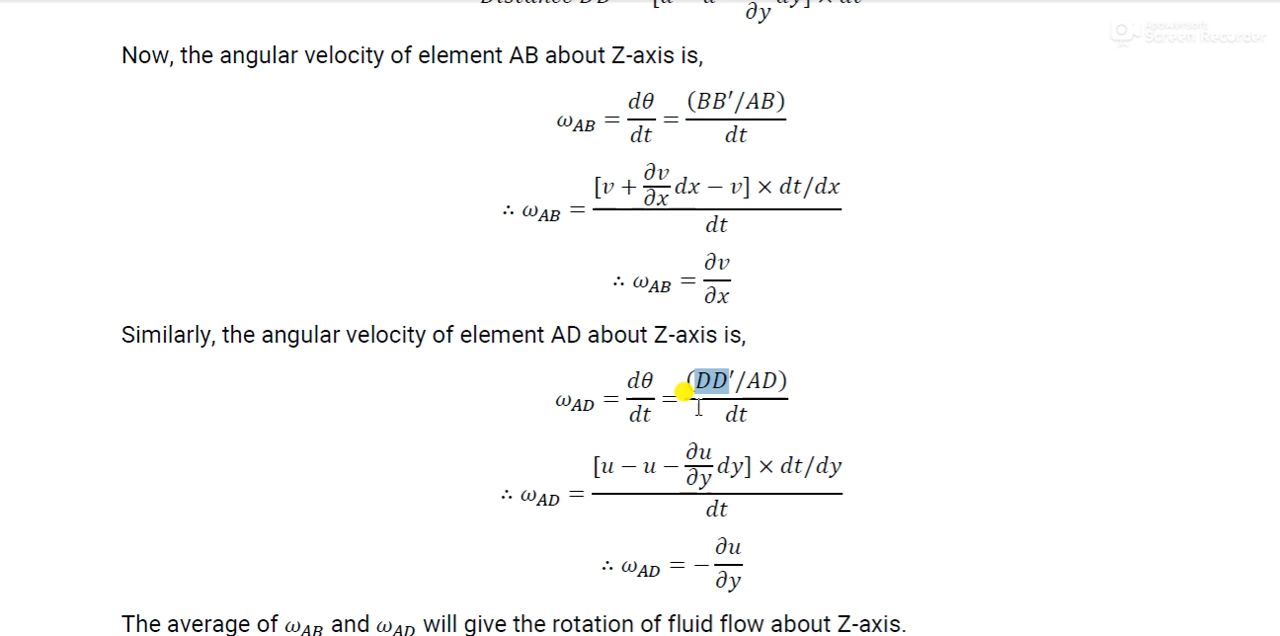 ∂y
Apowersoft
Screen Recorder
Now, the angular velocity of element AB about Z-axis is,
ω_AB = dθ/dt = (BB′/AB)/dt
∴ ω_AB = [v + ∂v/∂x dx − v] × dt/dx / dt
∴ ω_AB = ∂v/∂x
Similarly, the angular velocity of element AD about Z-axis is,
ω_AD = dθ/dt = (DD′/AD)/dt
∴ ω_AD = [u − u − ∂u/∂y dy] × dt/dy / dt
∴ ω_AD = −∂u/∂y
The average of ω_AB and ω_AD will give the rotation of fluid flow about Z-axis.